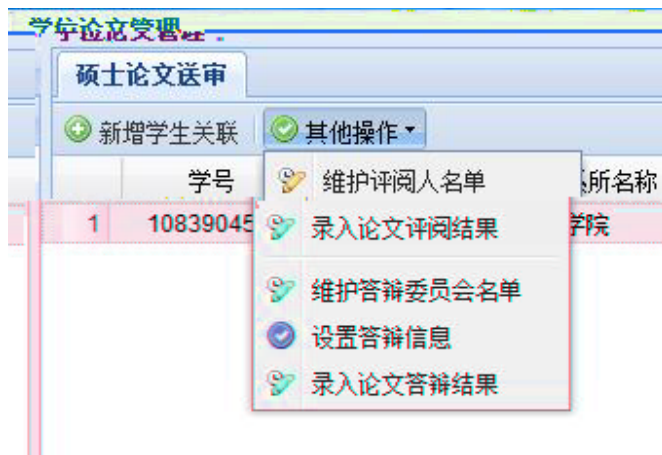 学位论文管理
硕士论文送审
新增学生关联 其他操作
学号 所名称
维护评阅人名单
1 10839045 学院
录入论文评阅结果
维护答辩委员会名单
设置答辩信息
录入论文答辩结果